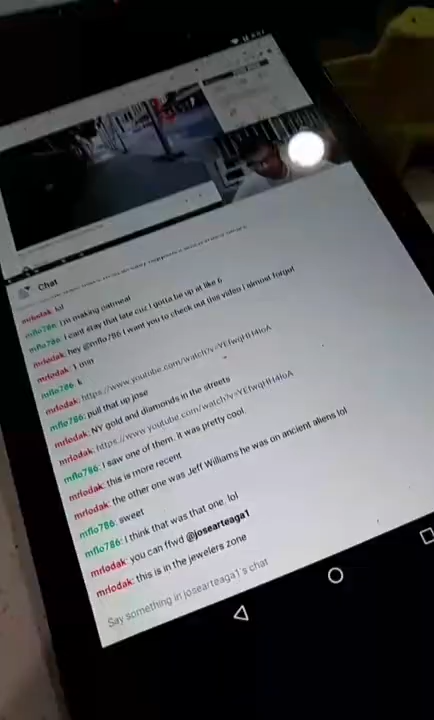 Chat
mrlodak: lol
mflo786: i'm making oatmeal
mflo786: I cant stay that late cuz I gotta be up at like 6
mrlodak: hey @mflo786 I want you to check out this video I almost forgot
mrlodak: 1 min
mflo786: k
mrlodak: https://www.youtube.com/watch?v=YEfwqHH4loA
mflo786: pull that up jose
mrlodak: NY gold and diamonds in the streets
mrlodak: https://www.youtube.com/watch?v=YEfwqHH4loA
mflo786: I saw one of them. it was pretty cool.
mrlodak: this is more recent
mrlodak: the other one was Jeff Williams he was on ancient aliens lol
mflo786: sweet
mflo786: I think that was that one. lol
mrlodak: you can ffwd @josearteaga1
mrlodak: this is in the jewelers zone
Say something in josearteaga1's chat